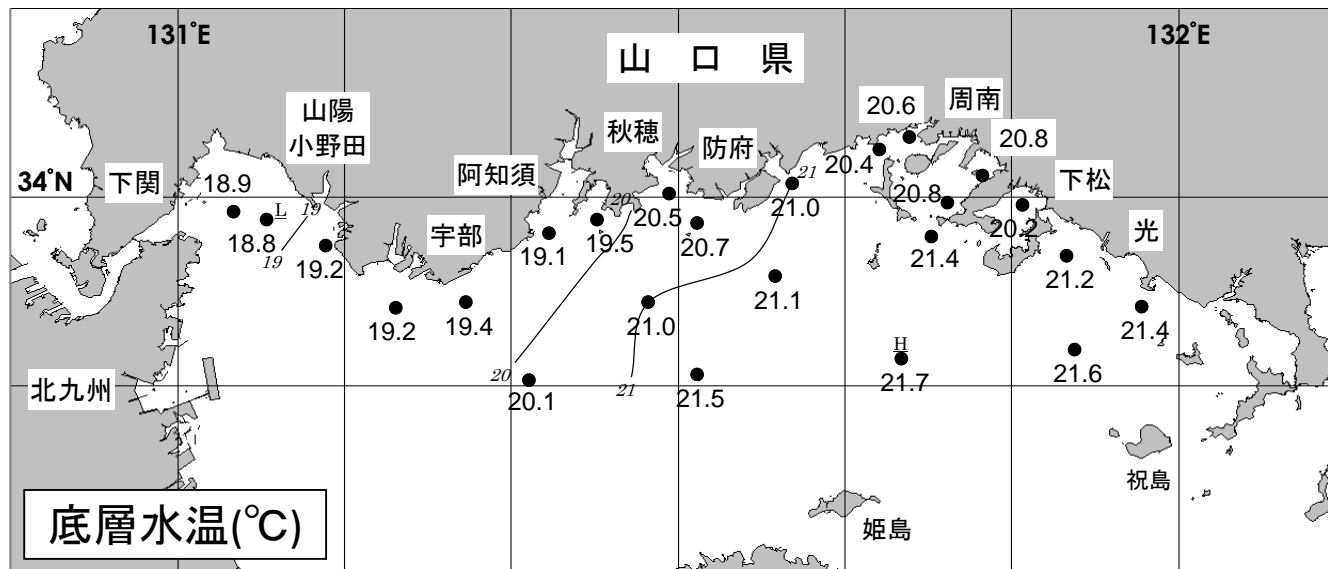 131°E
132°E
山口県
山陽
小野田
秋穂
防府
20.6
周南
20.8
阿知須
20.4
下松
34°N
下関
18.9
L
19
18.8
19
19.2
宇部
19.1
20
19.5
20.5
20.7
21
21.0
20.8
20.2
光
21.4
21.2
19.2
19.4
21.0
21.1
21.4
H
21.7
21.6
北九州
20
20.1
21
21.5
祝島
姫島
底層水温(℃)